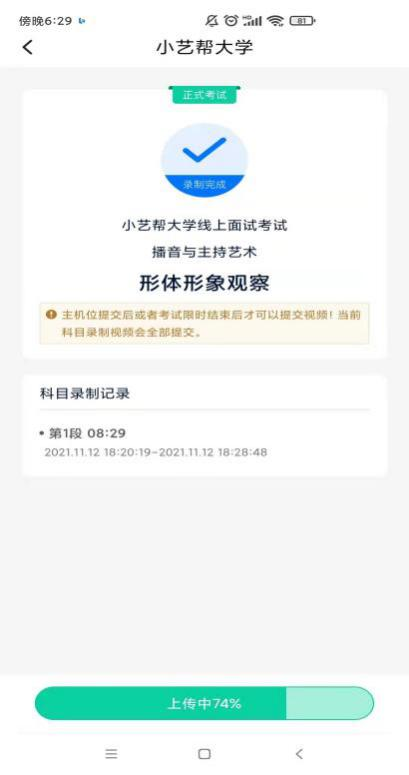 傍晚6:29
81
小艺帮大学
正式考试
录制完成
小艺帮大学线上面试考试
播音与主持艺术
形体形象观察
主机位提交后或者考试限时结束后才可以提交视频！当前
科目录制视频会全部提交。
科目录制记录
• 第1段 08:29
2021.11.12 18:20:19-2021.11.12 18:28:48
上传中74%